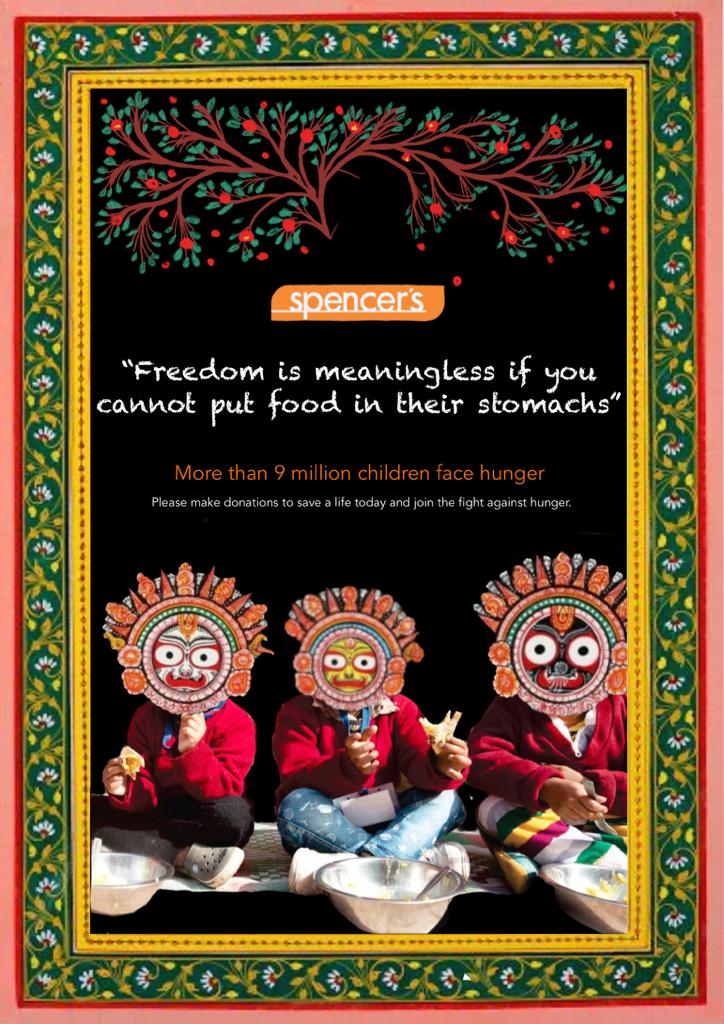 spencer's
“Freedom is meaningless if you
cannot put food in their stomachs”
More than 9 million children face hunger
Please make donations to save a life today and join the fight against hunger.